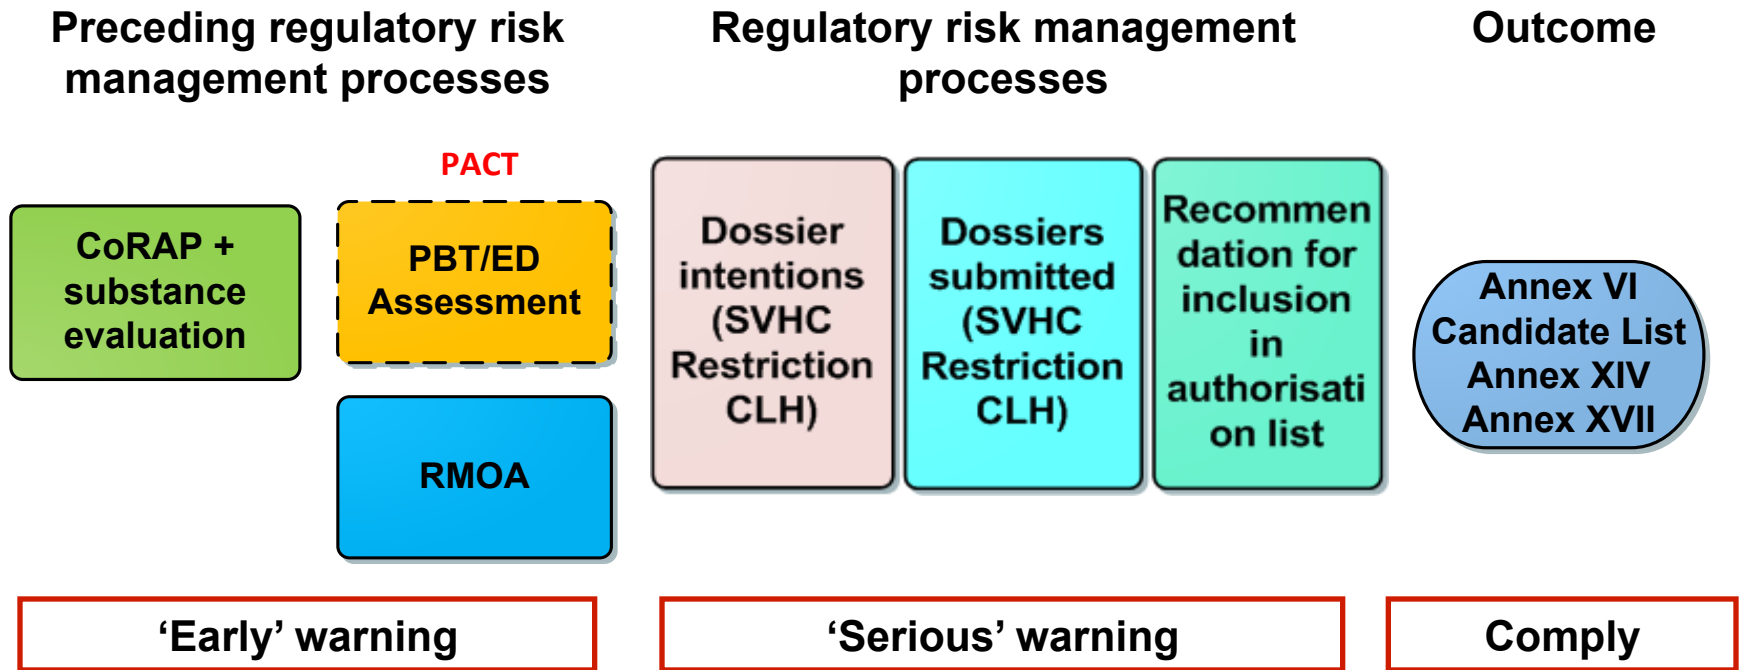 Preceding regulatory risk
management processes
Regulatory risk management
processes
Outcome
PACT
CoRAP +
substance
evaluation
PBT/ED
Assessment
RMOA
Dossier
intentions
(SVHC
Restriction
CLH)
Dossiers
submitted
(SVHC
Restriction
CLH)
Recommen
dation for
inclusion
in
authorisati
on list
Annex VI
Candidate List
Annex XIV
Annex XVII
‘Early’ warning
‘Serious’ warning
Comply